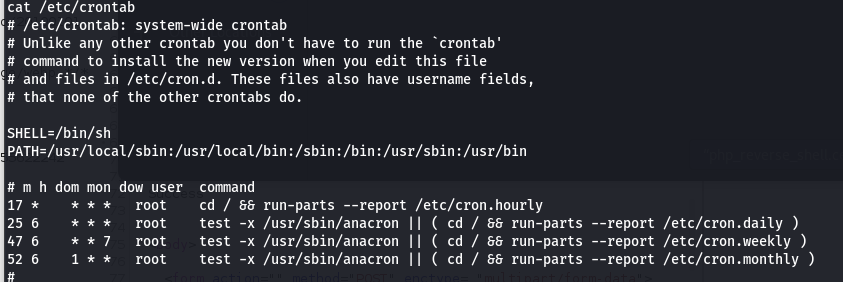 cat /etc/crontab
# /etc/crontab: system-wide crontab
# Unlike any other crontab you don't have to run the `crontab'
# command to install the new version when you edit this file
# and files in /etc/cron.d. These files also have username fields,
# that none of the other crontabs do.
SHELL=/bin/sh
PATH=/usr/local/sbin:/usr/local/bin:/sbin:/bin:/usr/sbin:/usr/bin
# m h dom mon dow user  command
17 *    * * *   root    cd / && run-parts --report /etc/cron.hourly
25 6    * * *   root    test -x /usr/sbin/anacron || ( cd / && run-parts --report /etc/cron.daily )
47 6    * * 7   root    test -x /usr/sbin/anacron || ( cd / && run-parts --report /etc/cron.weekly )
52 6    1 * *   root    test -x /usr/sbin/anacron || ( cd / && run-parts --report /etc/cron.monthly )
#